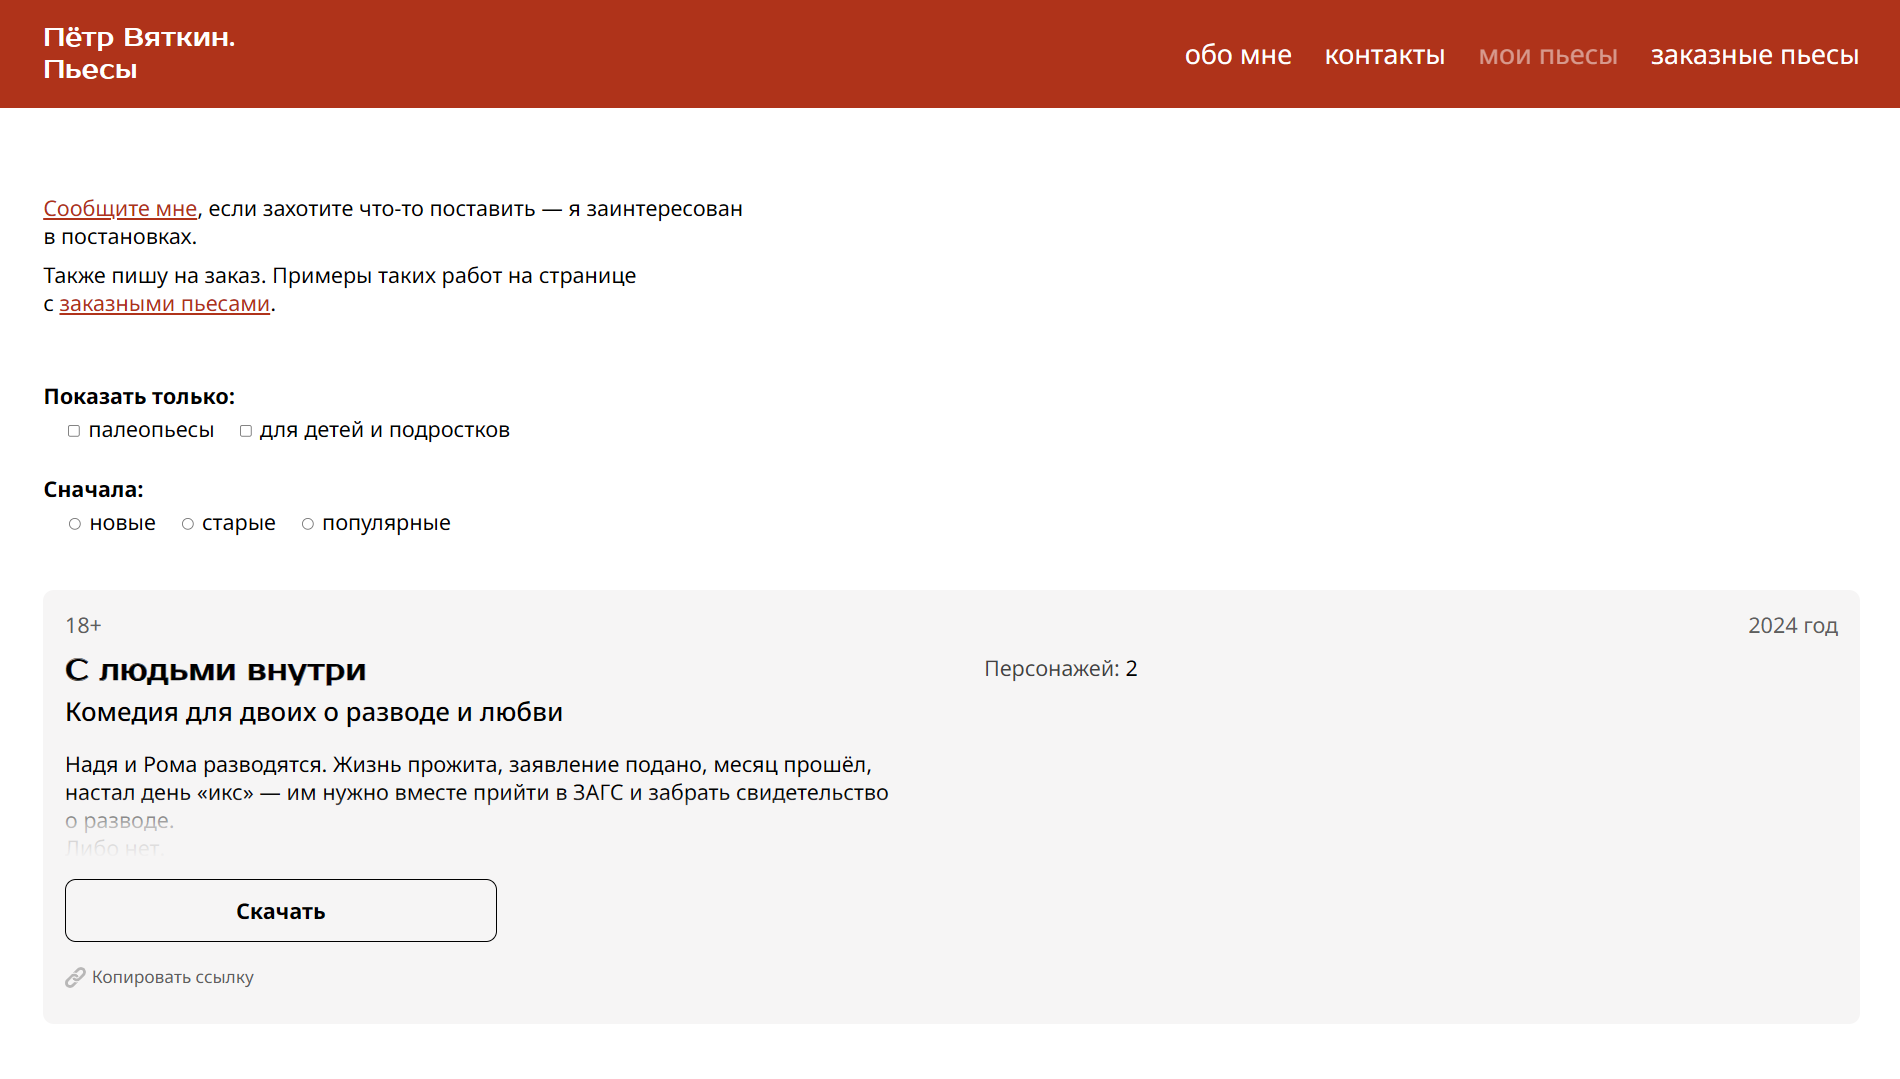 Пётр Вяткин.
Пьесы
обо мне контакты мои пьесы заказные пьесы
Сообщите мне, если захотите что-то поставить — я заинтересован
в постановках.
Также пишу на заказ. Примеры таких работ на странице
с заказными пьесами.
Показать только:
палеопьесы для детей и подростков
Сначала:
новые старые популярные
18+ 2024 год
С людьми внутри
Персонажей: 2
Комедия для двоих о разводе и любви
Надя и Рома разводятся. Жизнь прожита, заявление подано, месяц прошёл,
настал день «икс» — им нужно вместе прийти в ЗАГС и забрать свидетельство
о разводе.
Либо нет.
Скачать
Копировать ссылку